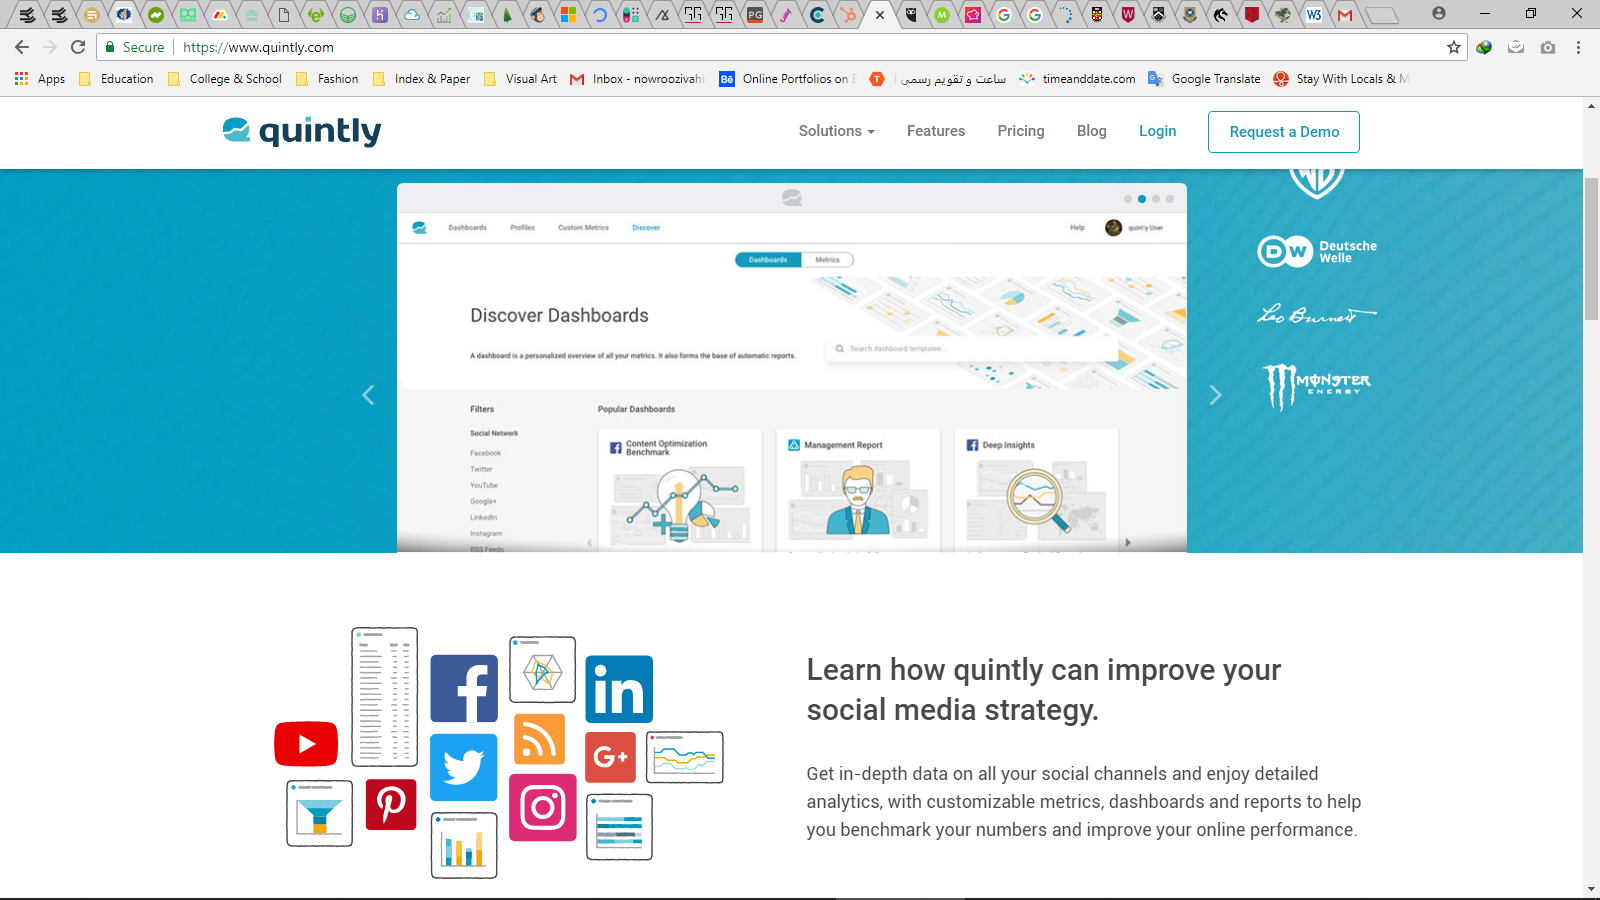 Secure
https://www.quintly.com
Apps
Education
College & School
Fashion
Index & Paper
Visual Art
Inbox - nowroozivahi
Online Portfolios on
ساعت و تقویم رسمی
timeanddate.com
Google Translate
Stay With Locals & M
quintly
Solutions
Features
Pricing
Blog
Login
Request a Demo
Dashboards
Profiles
Custom Metrics
Discover
Help
quintly User
Dashboards
Metrics
Discover Dashboards
Search dashboard templates...
A dashboard is a personalized overview of all your metrics. It also forms the base of automatic reports.
WB
DW Deutsche
Welle
Leo Burnett
MONSTER
ENERGY
Filters
Popular Dashboards
Social Network
Facebook
Twitter
YouTube
Google+
LinkedIn
Instagram
RSS Feeds
Content Optimization
Benchmark
Management Report
Deep Insights
Learn how quintly can improve your
social media strategy.
Get in-depth data on all your social channels and enjoy detailed
analytics, with customizable metrics, dashboards and reports to help
you benchmark your numbers and improve your online performance.
in
G+